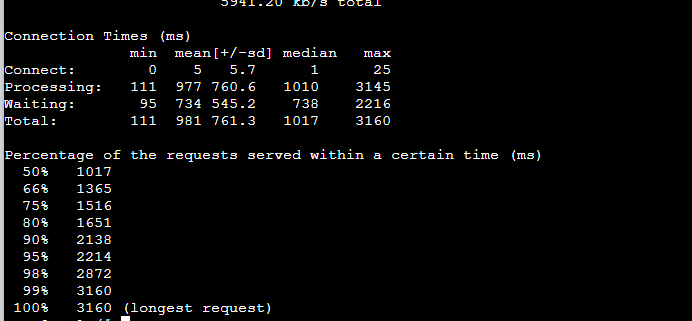 5941.20 kb/s total
Connection Times (ms)
              min  mean[+/-sd] median   max
Connect:        0    5   5.7      1      25
Processing:   111  977 760.6   1010    3145
Waiting:       95  734 545.2    738    2216
Total:        111  981 761.3   1017    3160
Percentage of the requests served within a certain time (ms)
  50%   1017
  66%   1365
  75%   1516
  80%   1651
  90%   2138
  95%   2214
  98%   2872
  99%   3160
 100%   3160 (longest request)